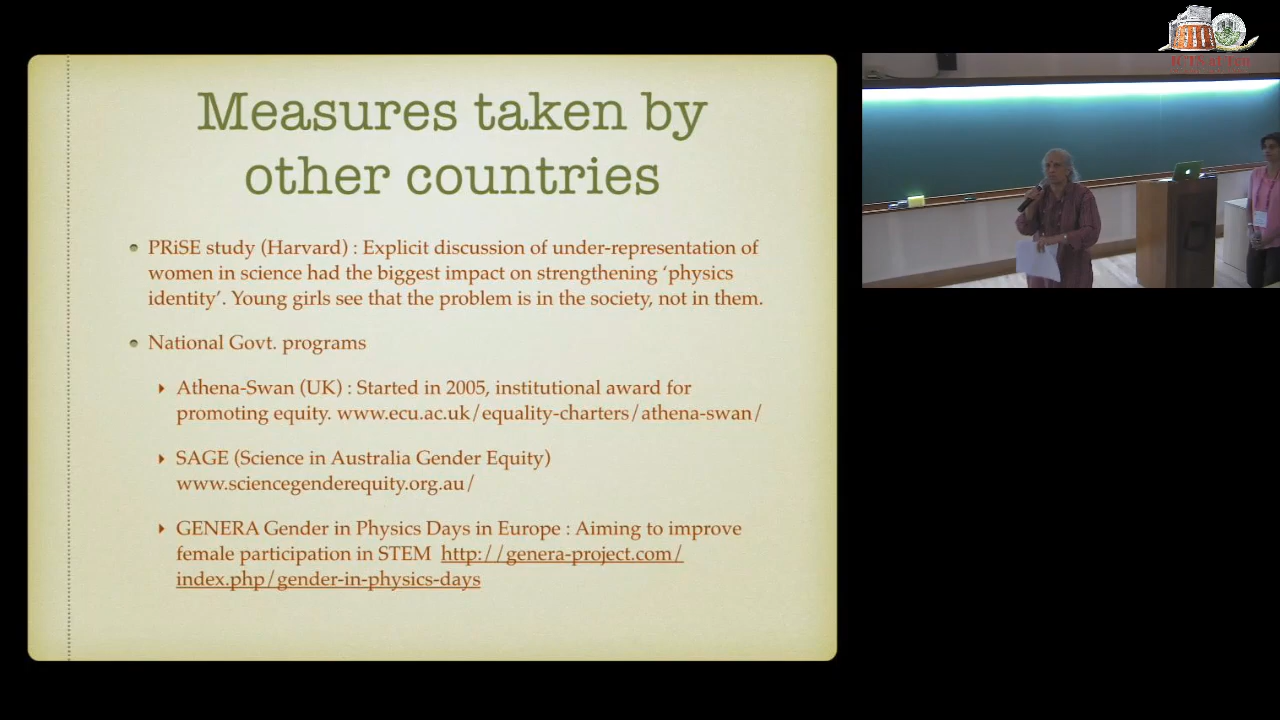 Measures taken by
other countries
PRiSE study (Harvard) : Explicit discussion of under-representation of
women in science had the biggest impact on strengthening ‘physics
identity’. Young girls see that the problem is in the society, not in them.
National Govt. programs
Athena-Swan (UK) : Started in 2005, institutional award for
promoting equity. www.ecu.ac.uk/equality-charters/athena-swan/
SAGE (Science in Australia Gender Equity)
www.sciencegenderequity.org.au/
GENERA Gender in Physics Days in Europe : Aiming to improve
female participation in STEM http://genera-project.com/
index.php/gender-in-physics-days
ICTS at Ten